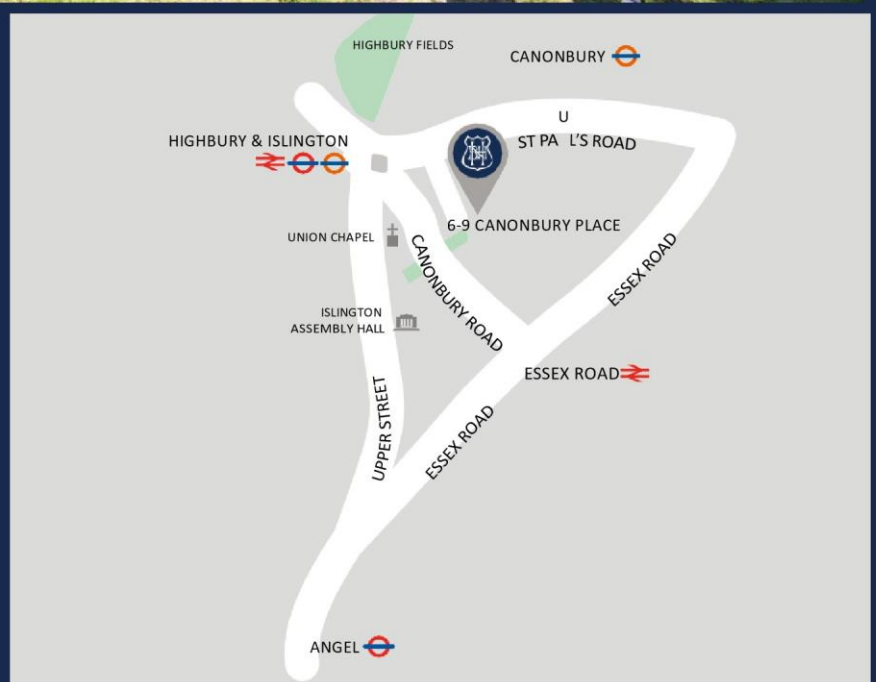 HIGHBURY FIELDS
CANONBURY
U
ST PA L'S ROAD
HIGHBURY & ISLINGTON
6-9 CANONBURY PLACE
UNION CHAPEL
CANONBURY ROAD
ESSEX ROAD
ISLINGTON
ASSEMBLY HALL
ESSEX ROAD
UPPER STREET
ESSEX ROAD
ANGEL